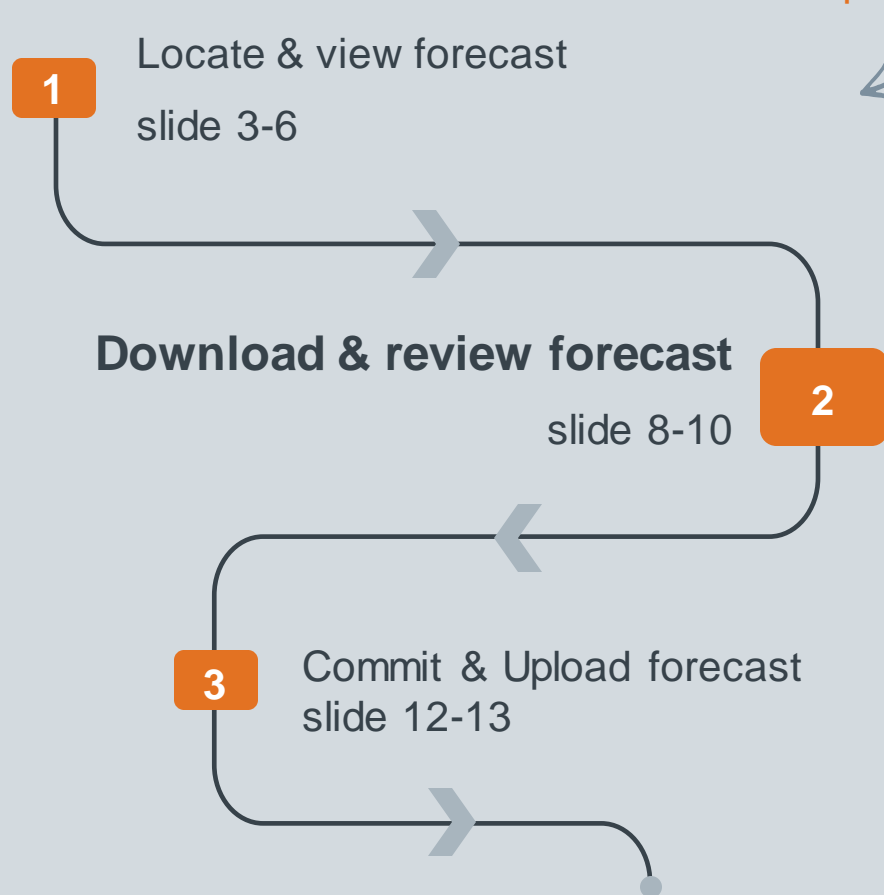 1
Locate & view forecast
slide 3-6
Download & review forecast
2
slide 8-10
3
Commit & Upload forecast
slide 12-13